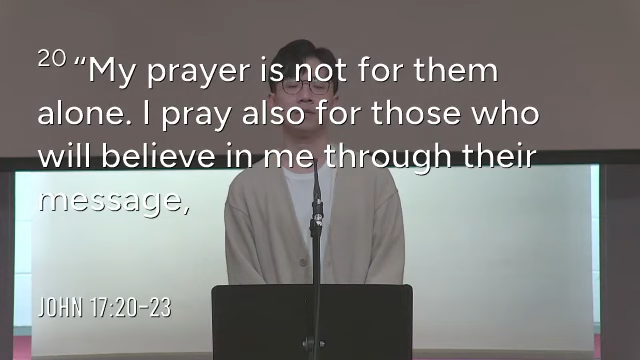 20 “My prayer is not for them
alone. I pray also for those who
will believe in me through their
message,
JOHN 17:20–23